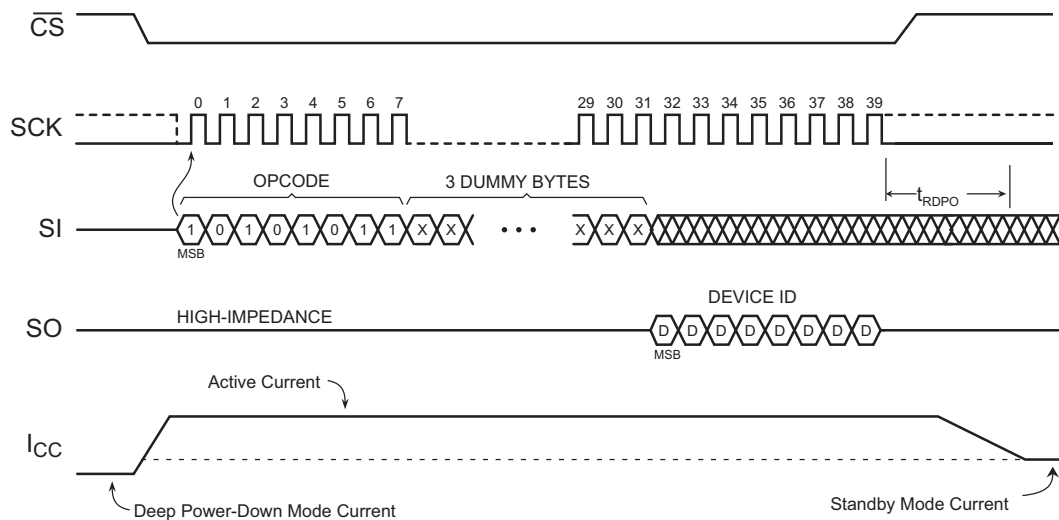 CS
0 1 2 3 4 5 6 7 29 30 31 32 33 34 35 36 37 38 39
SCK
OPCODE 3 DUMMY BYTES tRDPO
SI 1 0 1 0 1 0 1 1 X X • • • X X X
MSB
DEVICE ID
SO HIGH-IMPEDANCE D D D D D D D D
MSB
Active Current
ICC
Deep Power-Down Mode Current Standby Mode Current